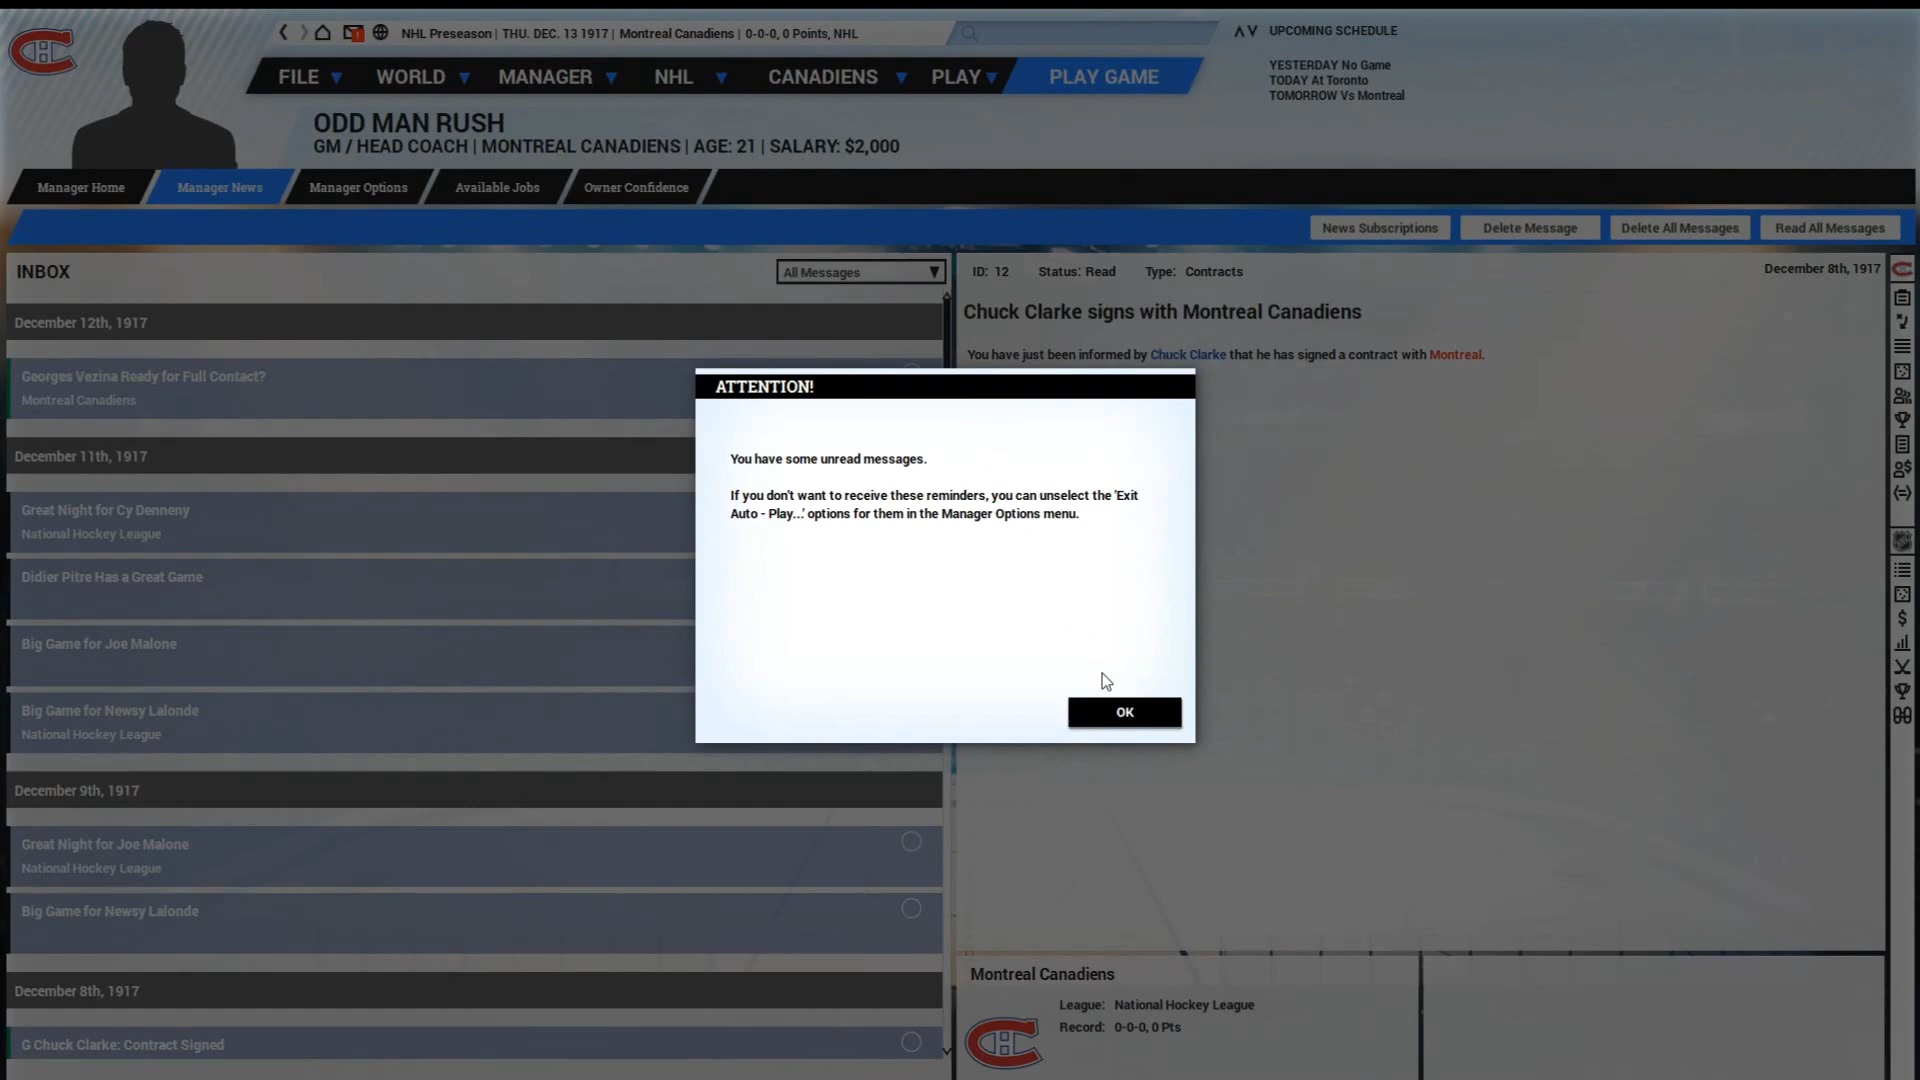 NHL Preseason | THU. DEC. 13 1917 | Montreal Canadiens | 0-0-0, 0 Points, NHL
UPCOMING SCHEDULE
YESTERDAY No Game
TODAY At Toronto
TOMORROW Vs Montreal
FILE WORLD MANAGER NHL CANADIENS PLAY PLAY GAME
ODD MAN RUSH
GM / HEAD COACH | MONTREAL CANADIENS | AGE: 21 | SALARY: $2,000
Manager Home Manager News Manager Options Available Jobs Owner Confidence
News Subscriptions Delete Message Delete All Messages Read All Messages
INBOX
All Messages
December 12th, 1917
Georges Vezina Ready for Full Contact?
Montreal Canadiens
December 11th, 1917
Great Night for Cy Denneny
National Hockey League
Didier Pitre Has a Great Game
Big Game for Joe Malone
Big Game for Newsy Lalonde
National Hockey League
December 9th, 1917
Great Night for Joe Malone
National Hockey League
Big Game for Newsy Lalonde
December 8th, 1917
G Chuck Clarke: Contract Signed
ID: 12 Status: Read Type: Contracts December 8th, 1917
Chuck Clarke signs with Montreal Canadiens
You have just been informed by Chuck Clarke that he has signed a contract with Montreal.
ATTENTION!
You have some unread messages.
If you don't want to receive these reminders, you can unselect the 'Exit
Auto - Play...' options for them in the Manager Options menu.
OK
Montreal Canadiens
League: National Hockey League
Record: 0-0-0, 0 Pts